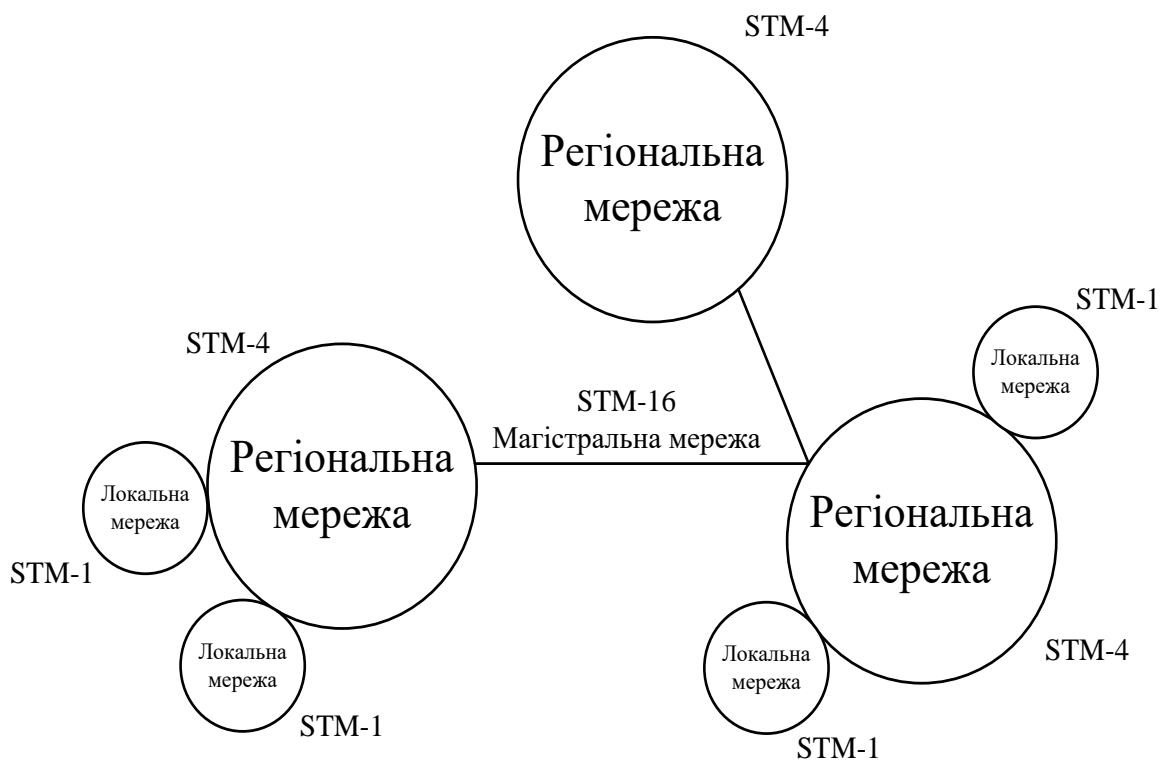 STM-4
Регіональна
мережа
STM-1
Локальна
мережа
STM-4
STM-16
Магістральна мережа
Регіональна
мережа
Локальна
мережа
STM-1
Регіональна
мережа
Локальна
мережа
STM-1
Локальна
мережа
STM-1
STM-4